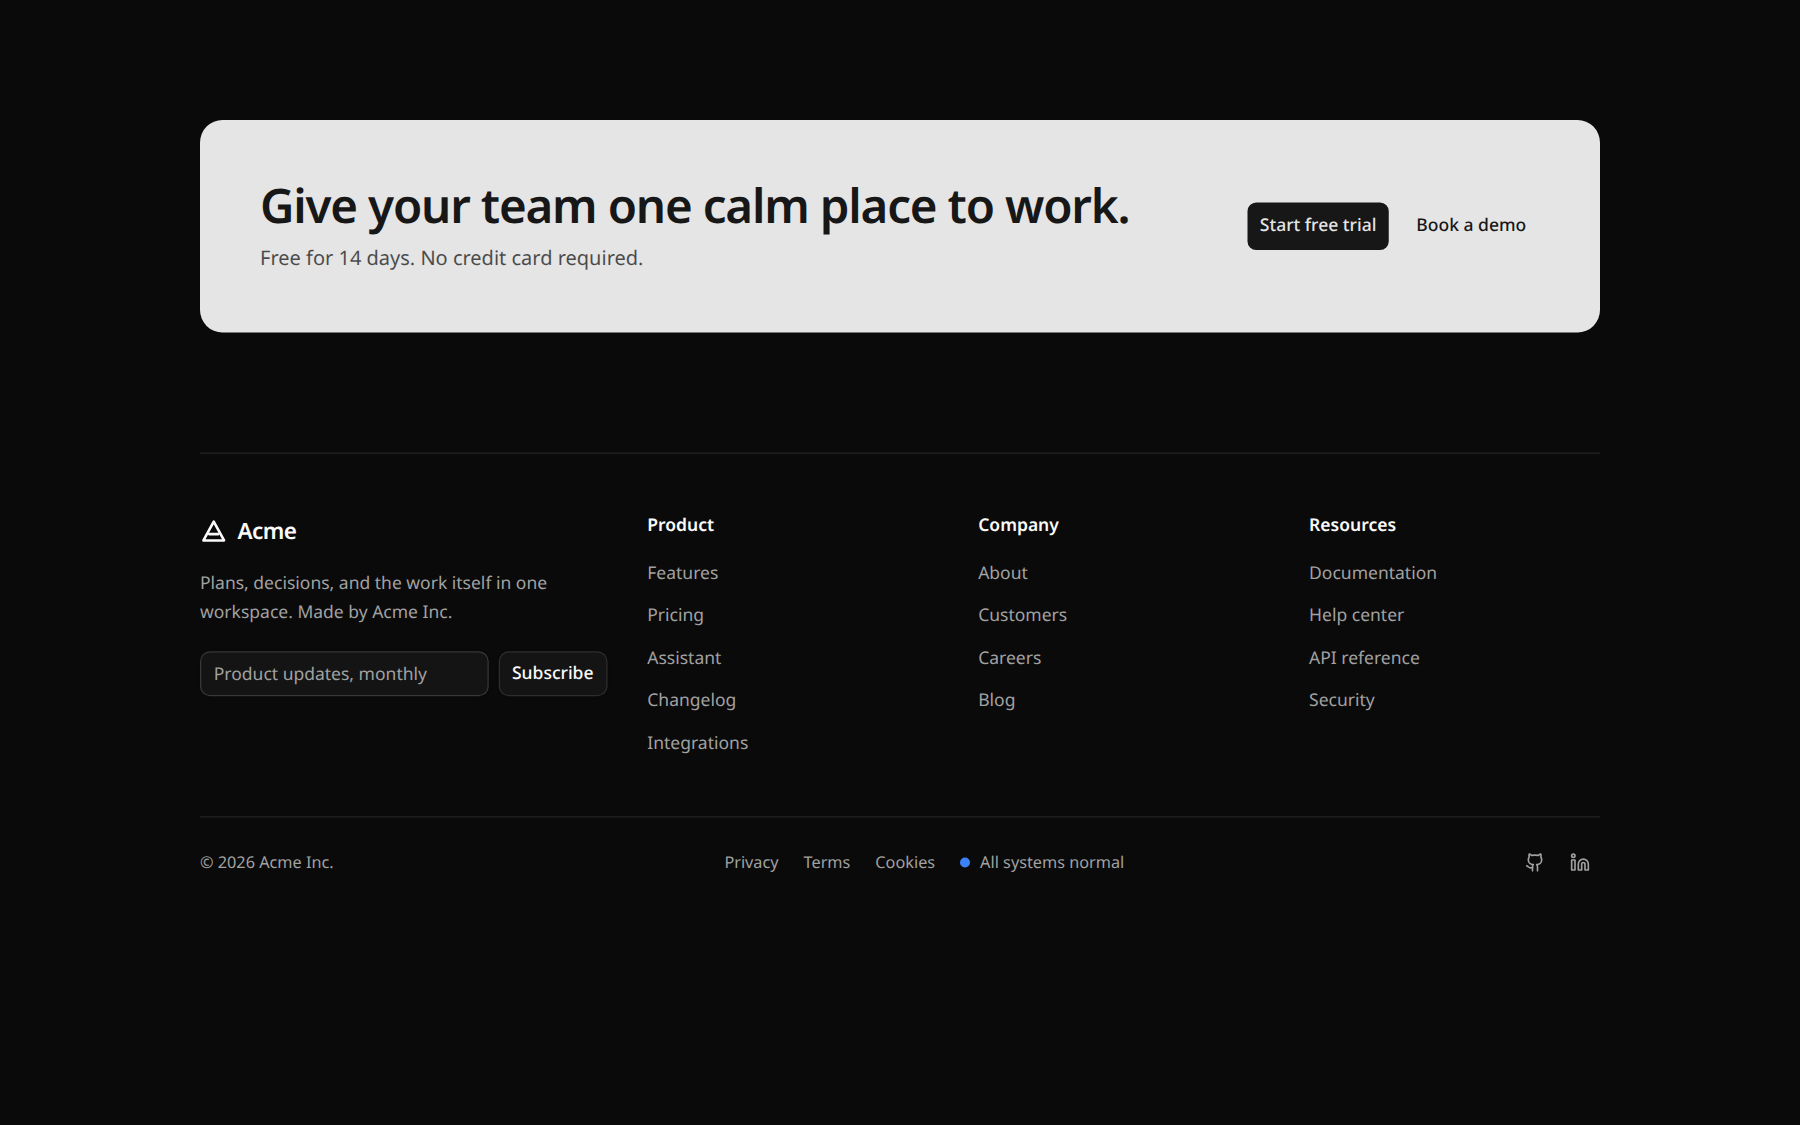 Give your team one calm place to work.
Free for 14 days. No credit card required.
Start free trial
Book a demo
Acme
Plans, decisions, and the work itself in one
workspace. Made by Acme Inc.
Product updates, monthly
Subscribe
Product
Features
Pricing
Assistant
Changelog
Integrations
Company
About
Customers
Careers
Blog
Resources
Documentation
Help center
API reference
Security
© 2026 Acme Inc.
Privacy
Terms
Cookies
All systems normal